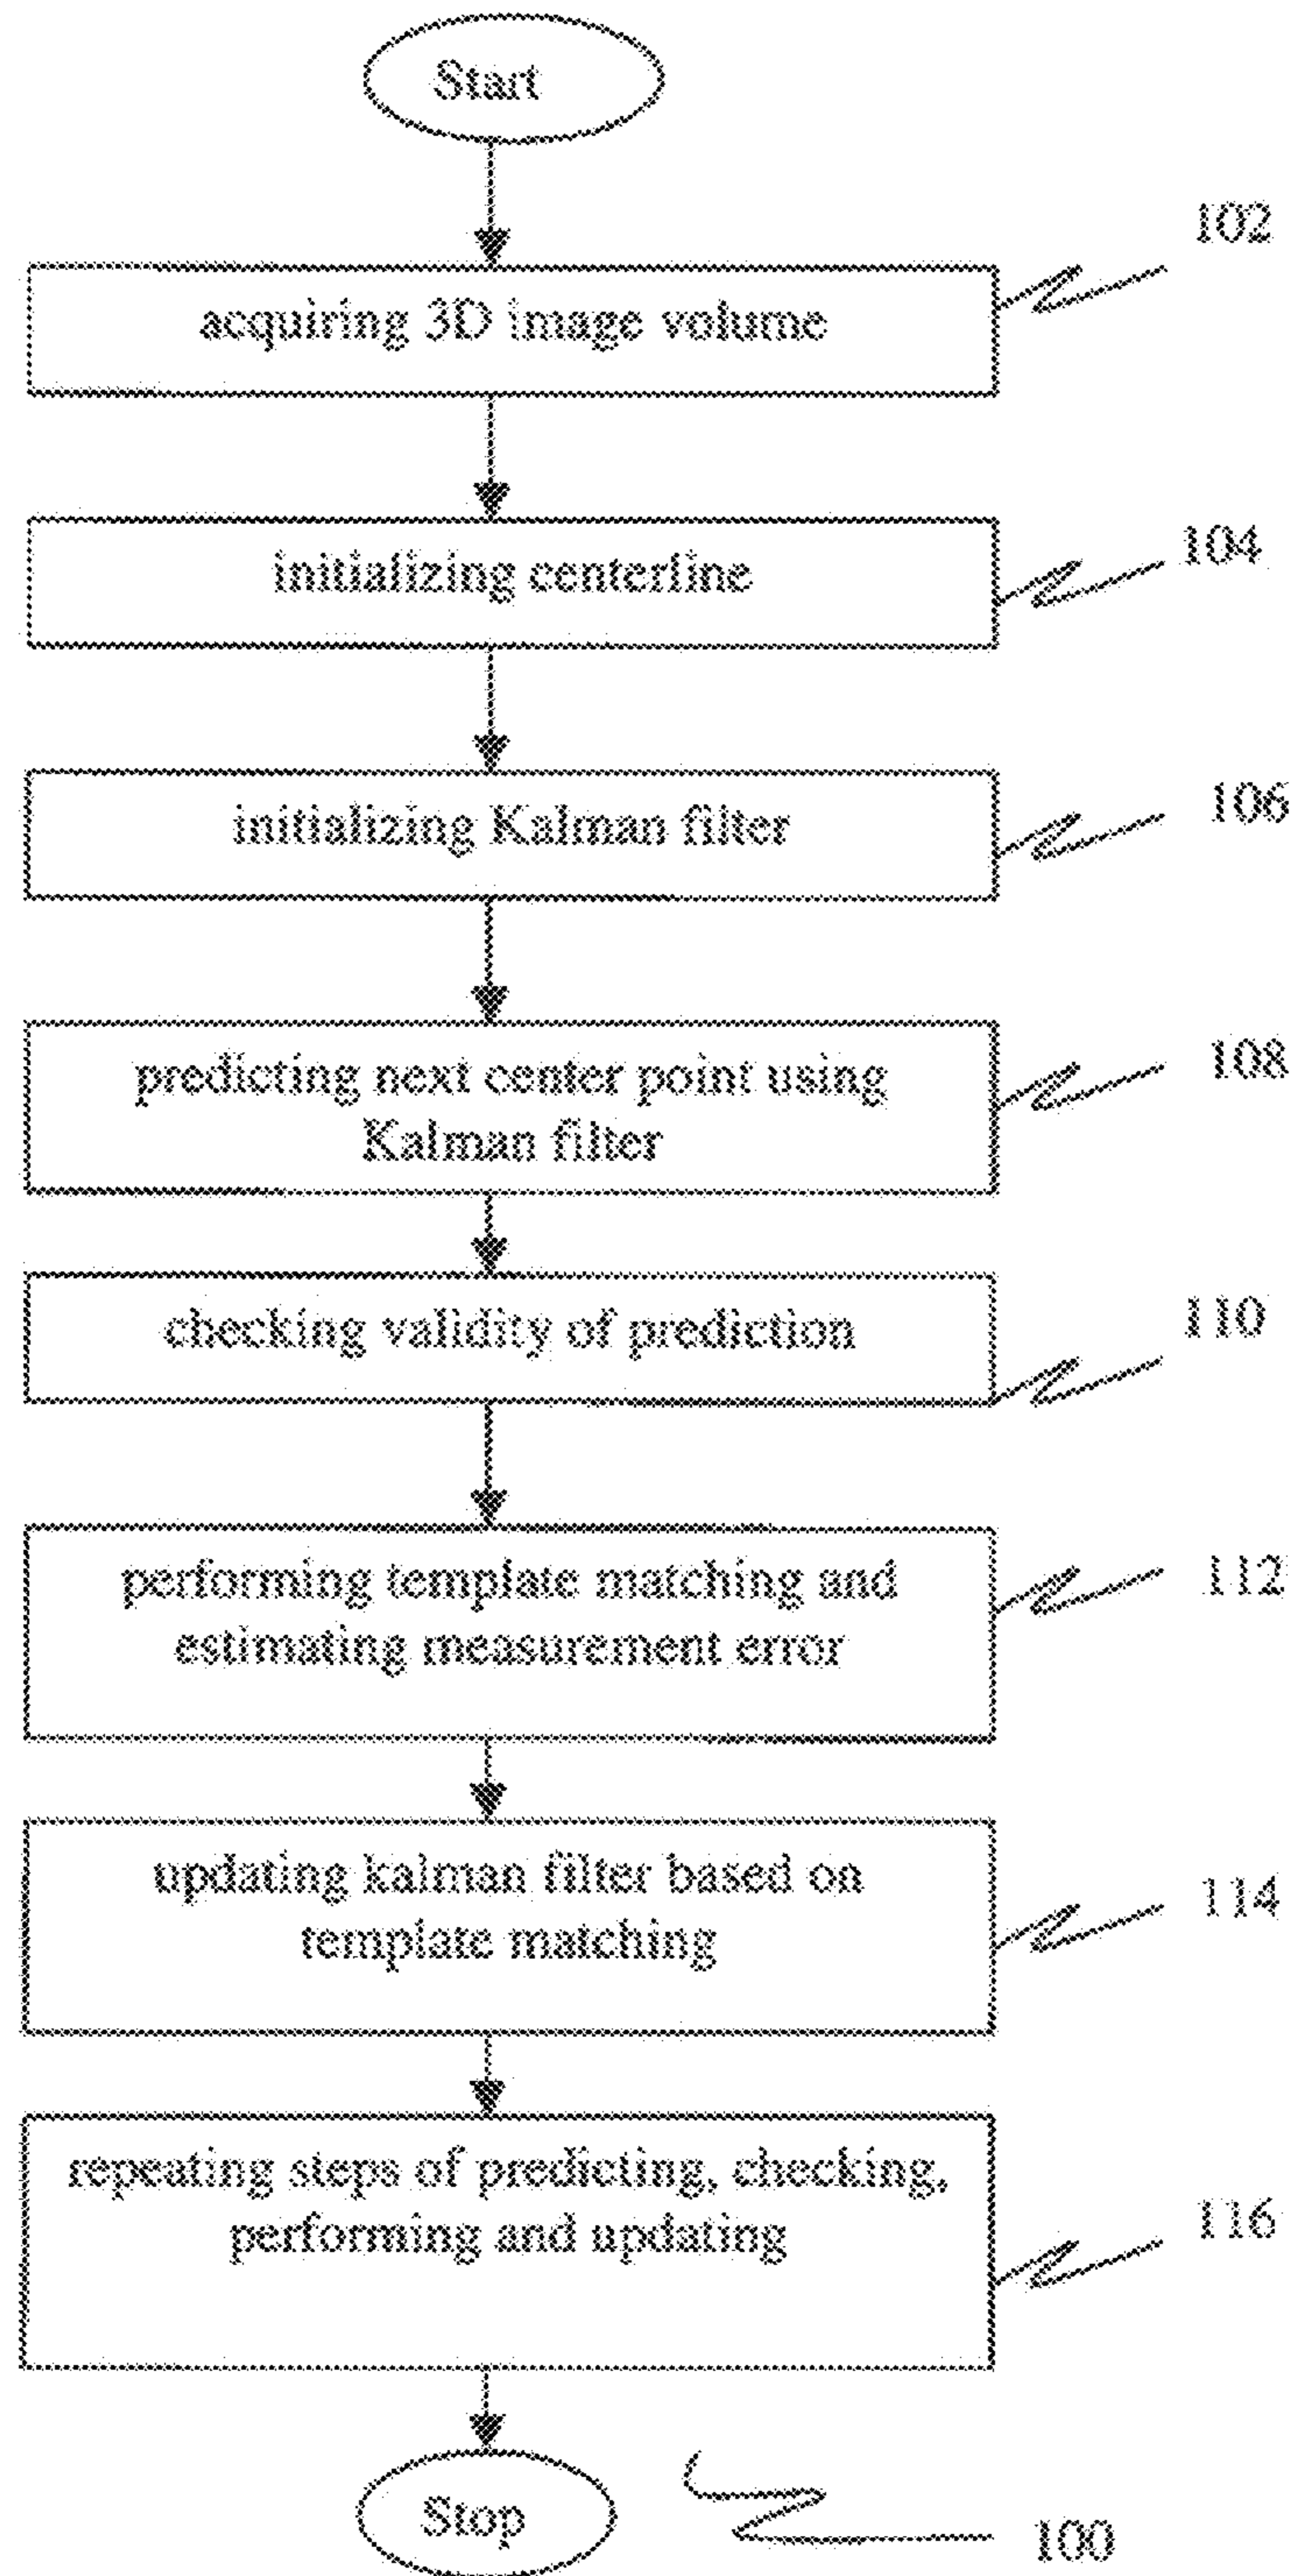 Start
102
acquiring 3D image volume
104
initializing centerline
106
initializing Kalman filter
108
predicting next center point using
Kalman filter
110
checking validity of prediction
112
performing template matching and
estimating measurement error
114
updating kalman filter based on
template matching
116
repeating steps of predicting, checking,
performing and updating
Stop
100